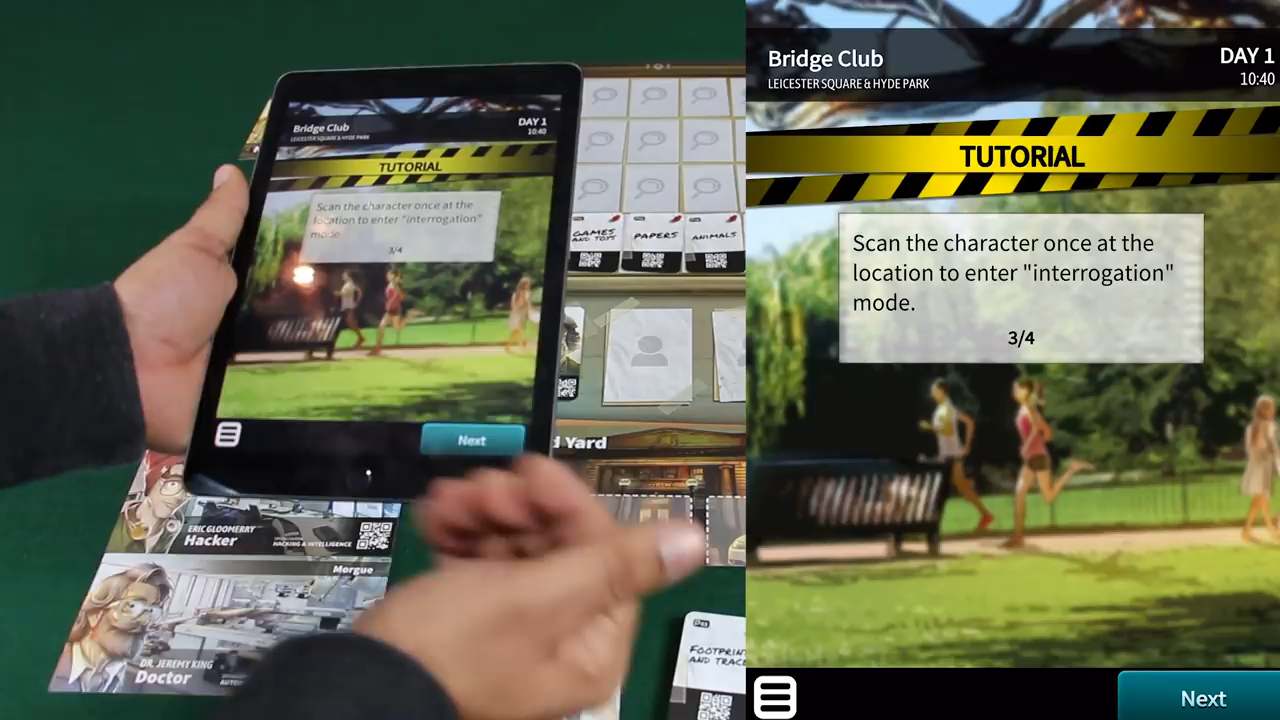 Bridge Club
LEICESTER SQUARE & HYDE PARK
DAY 1
10:40
TUTORIAL
Scan the character once at the
location to enter "interrogation"
mode.
3/4
Next
GAMES
AND TOYS
PAPERS
ANIMALS
d Yard
ERIC GLOOMERRY
Hacker
HACKING & INTELLIGENCE
Morgue
DR. JEREMY KING
Doctor
FOOTPRIN
AND TRACE
Bridge Club
LEICESTER SQUARE & HYDE PARK
DAY 1
10:40
TUTORIAL
Scan the character once at the
location to enter "interrogation"
mode.
3/4
Next